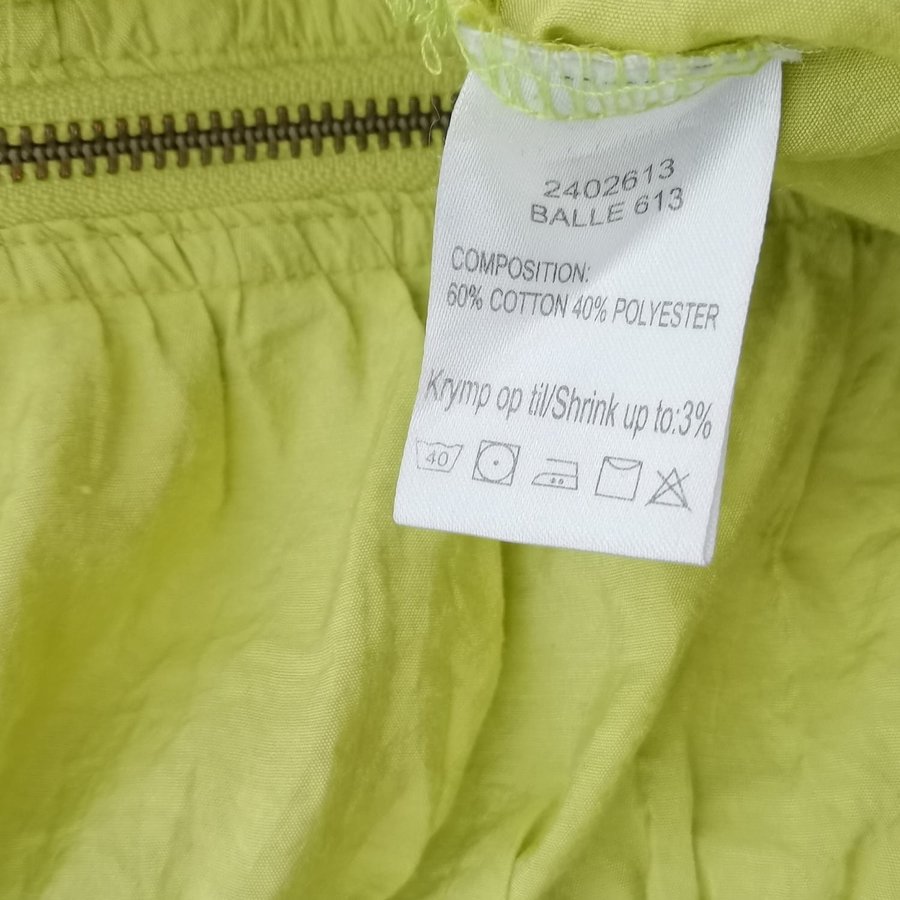 2402613
BALLE 613
COMPOSITION:
60% COTTON 40% POLYESTER
Krymp op til/Shrink up to:3%
40